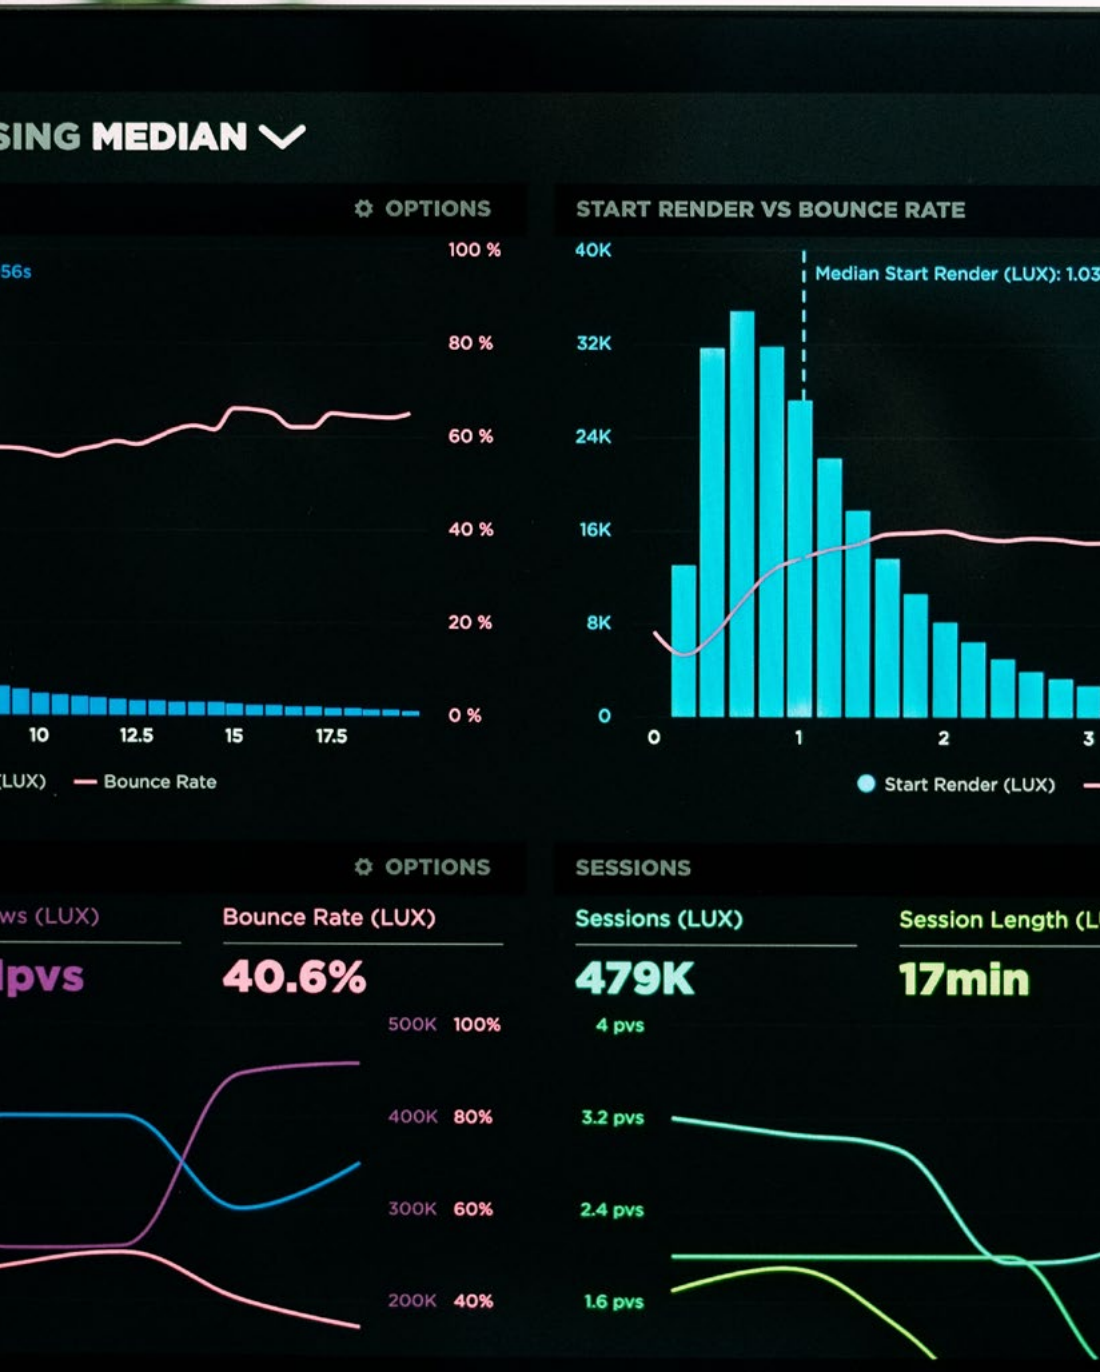 SING MEDIAN
OPTIONS
100 %
56s
80 %
60 %
40 %
20 %
0 %
10 12.5 15 17.5
(LUX) Bounce Rate
START RENDER VS BOUNCE RATE
40K
Median Start Render (LUX): 1.03
32K
24K
16K
8K
0
0 1 2 3
Start Render (LUX)
OPTIONS
ws (LUX) Bounce Rate (LUX)
pvs 40.6%
500K 100%
400K 80%
300K 60%
200K 40%
SESSIONS
Sessions (LUX) Session Length (L
479K 17min
4 pvs
3.2 pvs
2.4 pvs
1.6 pvs